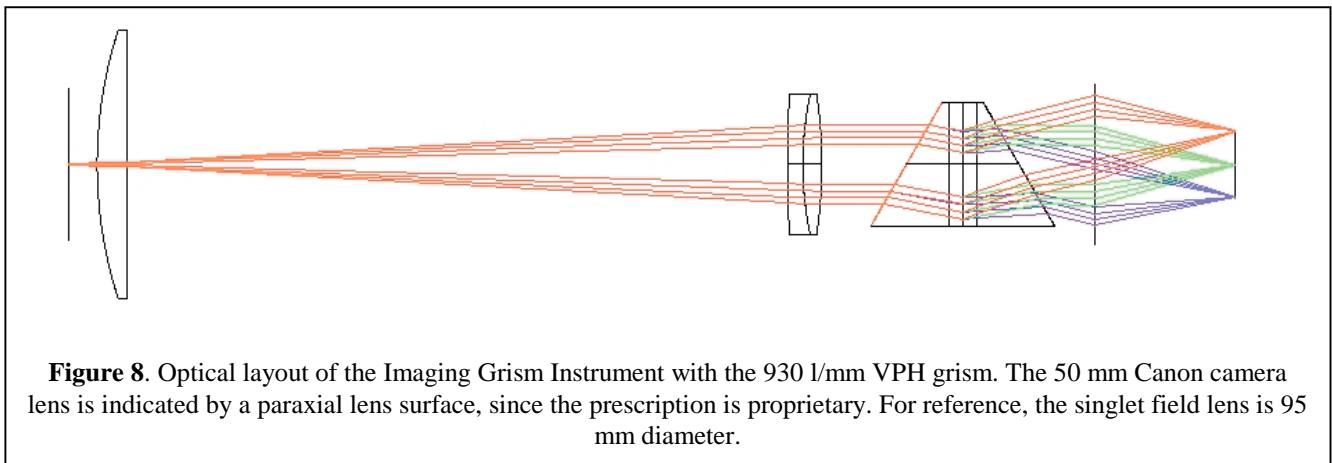 Figure 8. Optical layout of the Imaging Grism Instrument with the 930 l/mm VPH grism. The 50 mm Canon camera
lens is indicated by a paraxial lens surface, since the prescription is proprietary. For reference, the singlet field lens is 95
mm diameter.